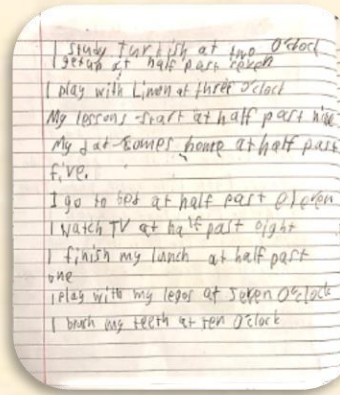 I study Turkish at two O'clock
I get up at half past seven
I play with Limon at three O'clock
My lessons start at half past nine
My dad comes home at half past
five.
I go to bed at half past eleven
I watch TV at half past eight
I finish my lunch at half past
one
I play with my legos at seven O'clock
I brush my teeth at ten O'clock